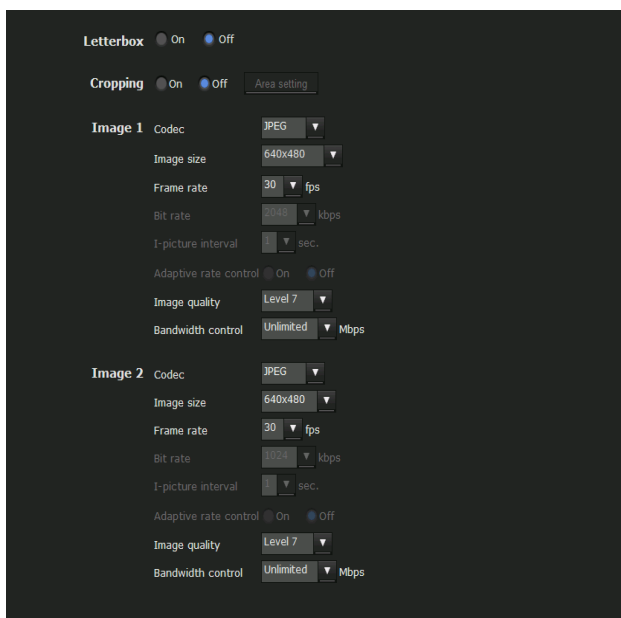 Letterbox On Off
Cropping On Off Area setting
Image 1 Codec JPEG
Image size 640x480
Frame rate 30 fps
Bit rate 2048 kbps
I-picture interval 1 sec.
Adaptive rate control On Off
Image quality Level 7
Bandwidth control Unlimited Mbps
Image 2 Codec JPEG
Image size 640x480
Frame rate 30 fps
Bit rate 1024 kbps
I-picture interval 1 sec.
Adaptive rate control On Off
Image quality Level 7
Bandwidth control Unlimited Mbps